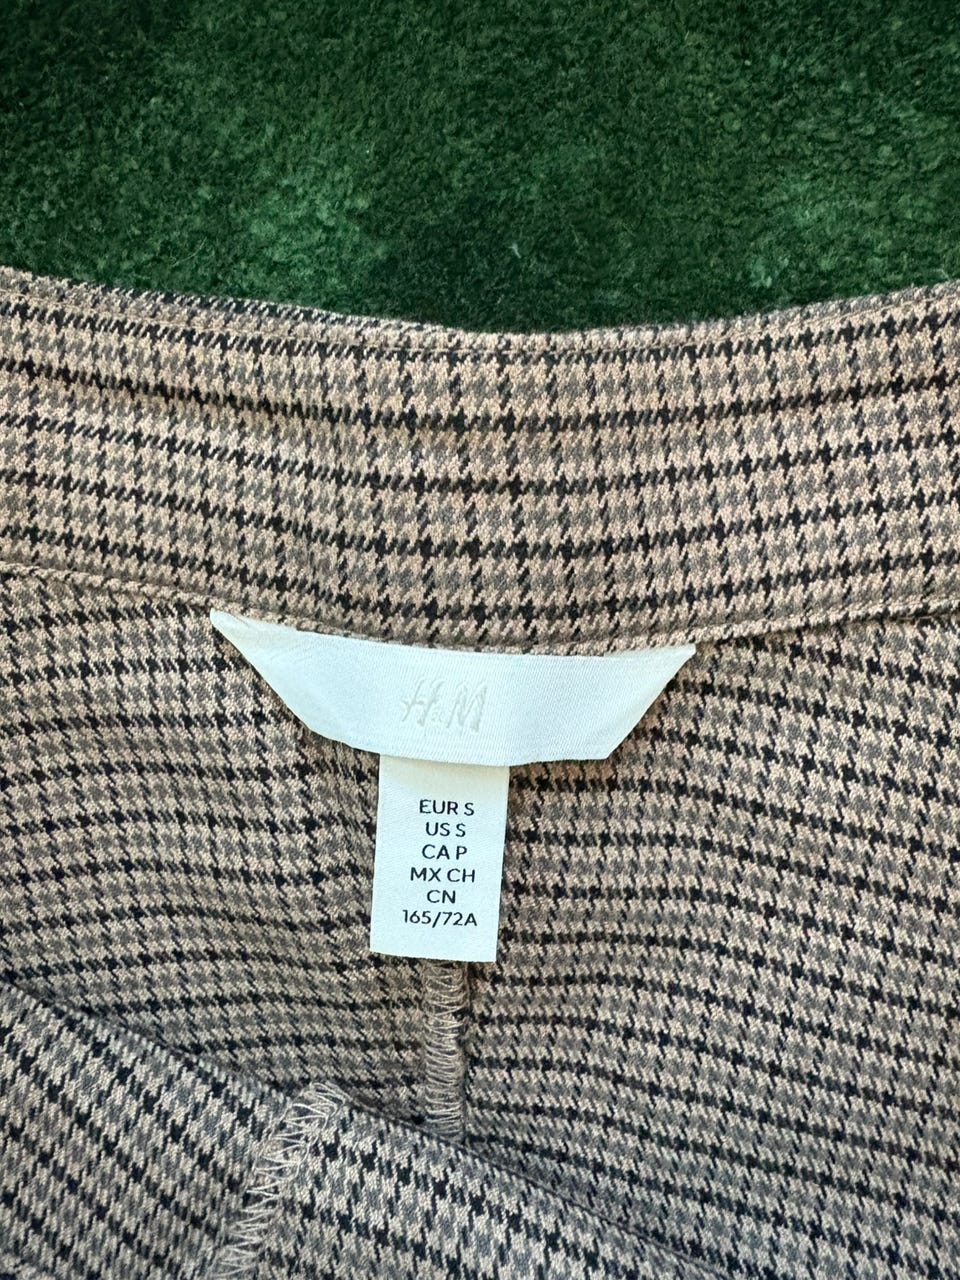 H&M
EUR S
US S
CA P
MX CH
CN
165/72A